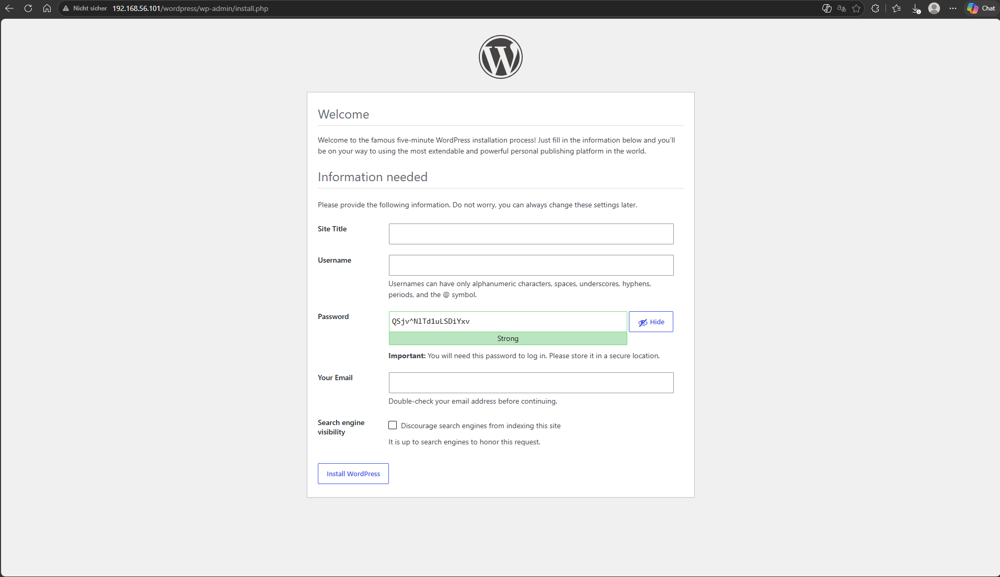 Nicht sicher 192.168.56.101/wordpress/wp-admin/install.php
Chat
Welcome
Welcome to the famous five-minute WordPress installation process! Just fill in the information below and you'll
be on your way to using the most extendable and powerful personal publishing platform in the world.
Information needed
Please provide the following information. Do not worry, you can always change these settings later.
Site Title
Username
Usernames can have only alphanumeric characters, spaces, underscores, hyphens,
periods, and the @ symbol.
Password
QSjv^NlTd1uLSDiYxv
Hide
Strong
Important: You will need this password to log in. Please store it in a secure location.
Your Email
Double-check your email address before continuing.
Search engine
visibility
Discourage search engines from indexing this site
It is up to search engines to honor this request.
Install WordPress